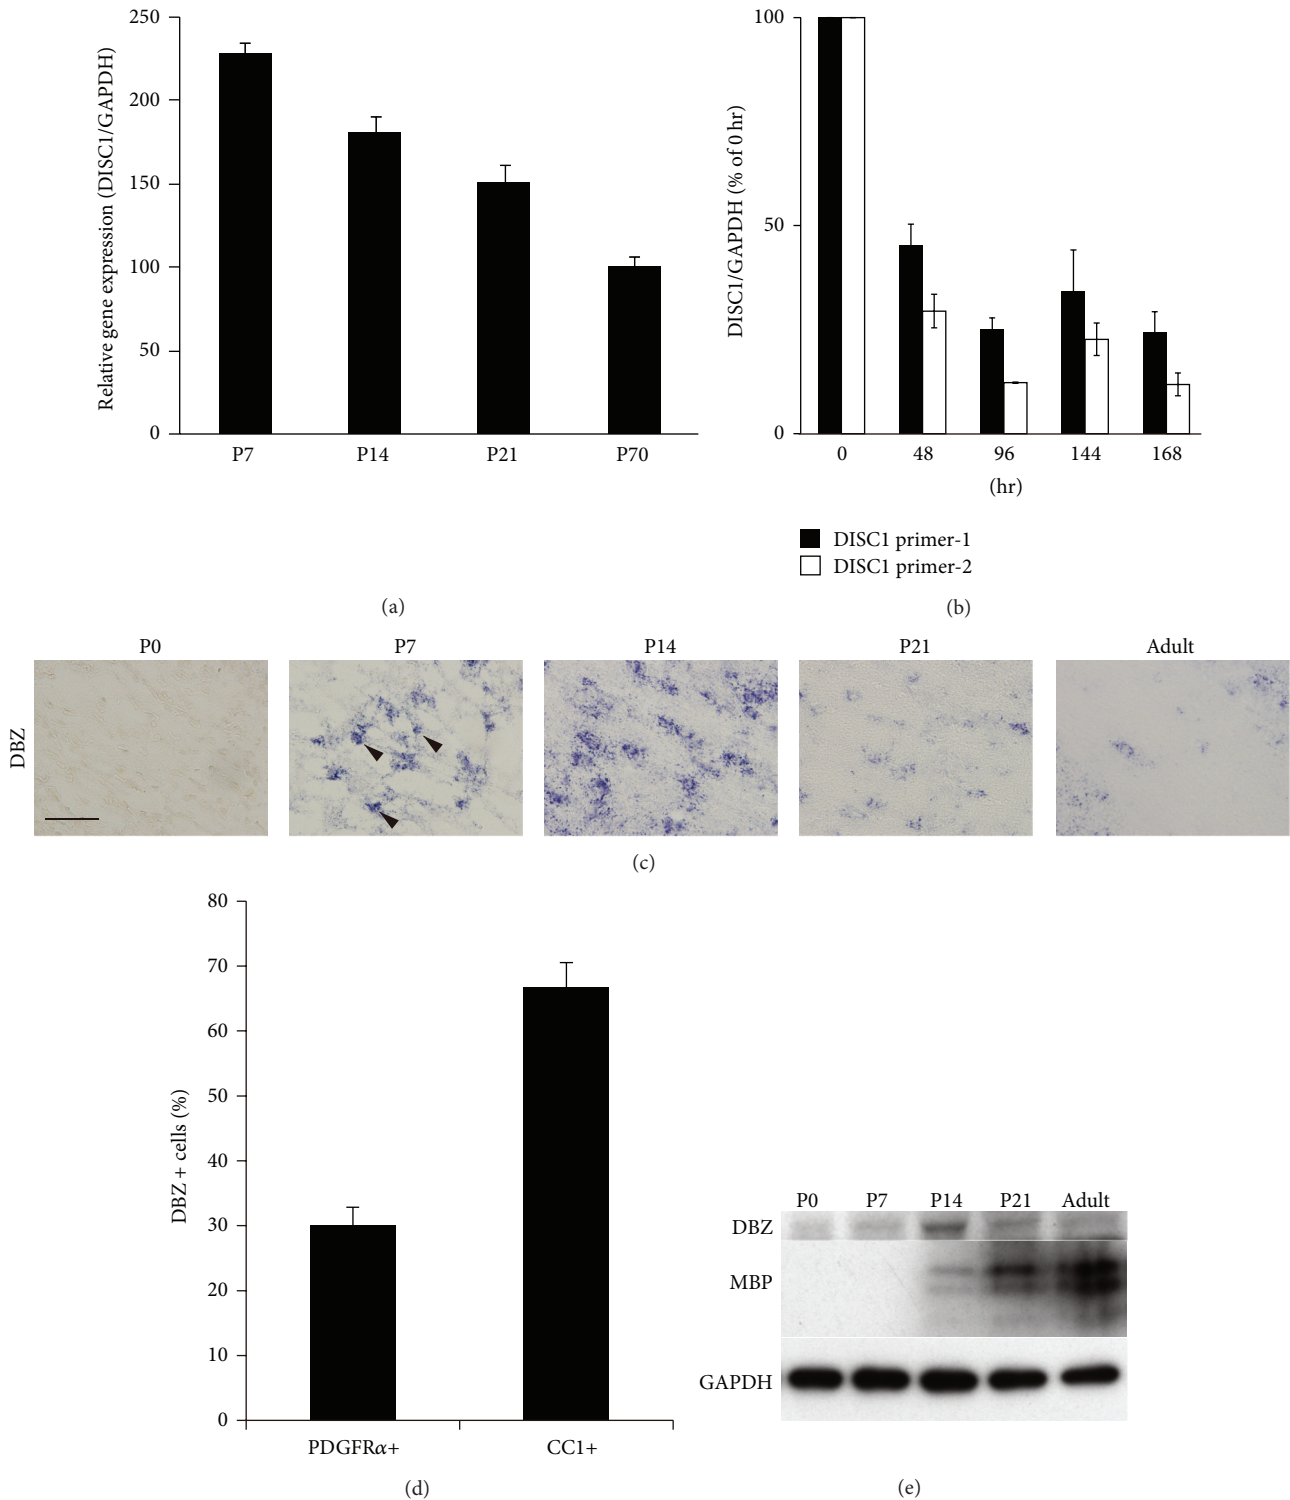 Relative gene expression (DISC1/GAPDH)
250
200
150
100
50
0
P7 P14 P21 P70
(a)
DISC1/GAPDH (% of 0 hr)
100
50
0
0 48 96 144 168
(hr)
DISC1 primer-1
DISC1 primer-2
(b)
P0 P7 P14 P21 Adult
DBZ
(c)
DBZ + cells (%)
80
70
60
50
40
30
20
10
0
PDGFRα+ CC1+
(d)
P0 P7 P14 P21 Adult
DBZ
MBP
GAPDH
(e)